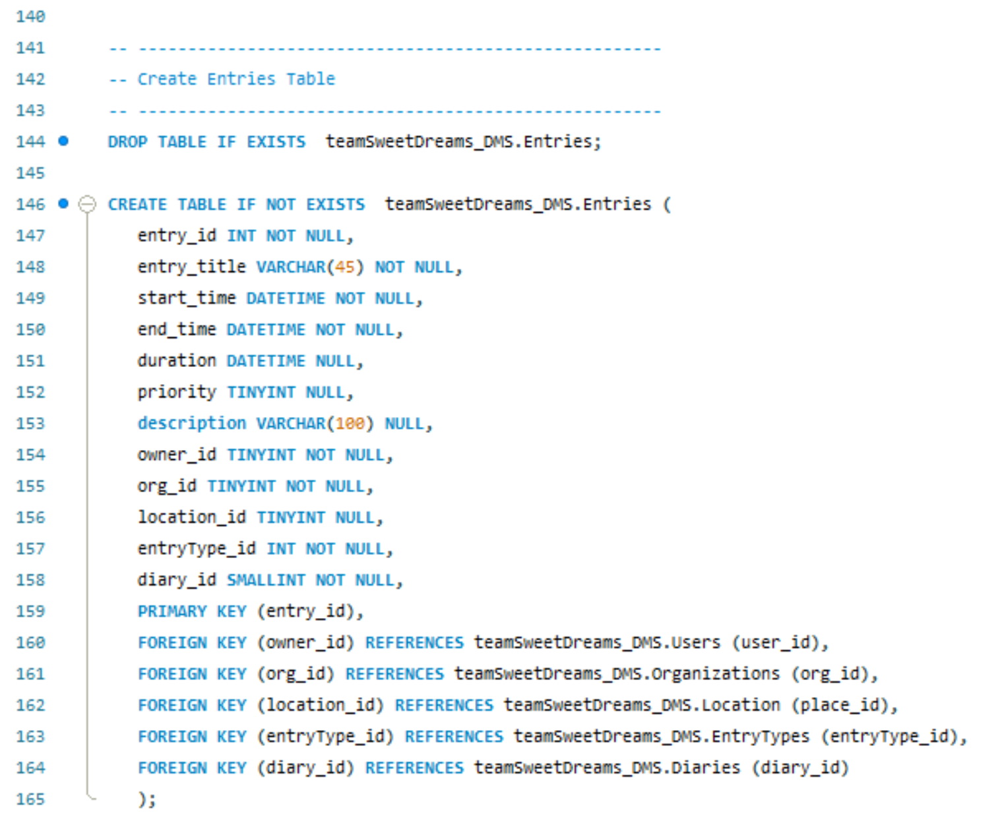 140
141 -- -----------------------------------------------------
142 -- Create Entries Table
143 -- -----------------------------------------------------
144 DROP TABLE IF EXISTS  teamSweetDreams_DMS.Entries;
145
146 CREATE TABLE IF NOT EXISTS  teamSweetDreams_DMS.Entries (
147 entry_id INT NOT NULL,
148 entry_title VARCHAR(45) NOT NULL,
149 start_time DATETIME NOT NULL,
150 end_time DATETIME NOT NULL,
151 duration DATETIME NULL,
152 priority TINYINT NULL,
153 description VARCHAR(100) NULL,
154 owner_id TINYINT NOT NULL,
155 org_id TINYINT NOT NULL,
156 location_id TINYINT NULL,
157 entryType_id INT NOT NULL,
158 diary_id SMALLINT NOT NULL,
159 PRIMARY KEY (entry_id),
160 FOREIGN KEY (owner_id) REFERENCES teamSweetDreams_DMS.Users (user_id),
161 FOREIGN KEY (org_id) REFERENCES teamSweetDreams_DMS.Organizations (org_id),
162 FOREIGN KEY (location_id) REFERENCES teamSweetDreams_DMS.Location (place_id),
163 FOREIGN KEY (entryType_id) REFERENCES teamSweetDreams_DMS.EntryTypes (entryType_id),
164 FOREIGN KEY (diary_id) REFERENCES teamSweetDreams_DMS.Diaries (diary_id)
165 );